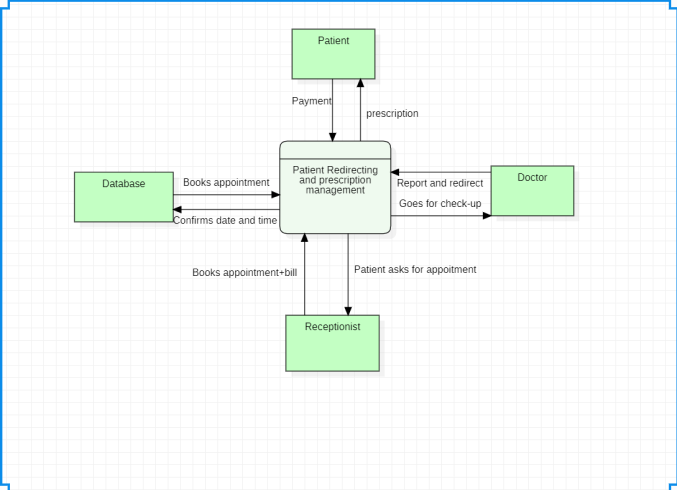 Patient
Payment
prescription
Patient Redirecting
and prescription
management
Database
Books appointment
Confirms date and time
Report and redirect
Goes for check-up
Doctor
Books appointment+bill
Patient asks for appoitment
Receptionist